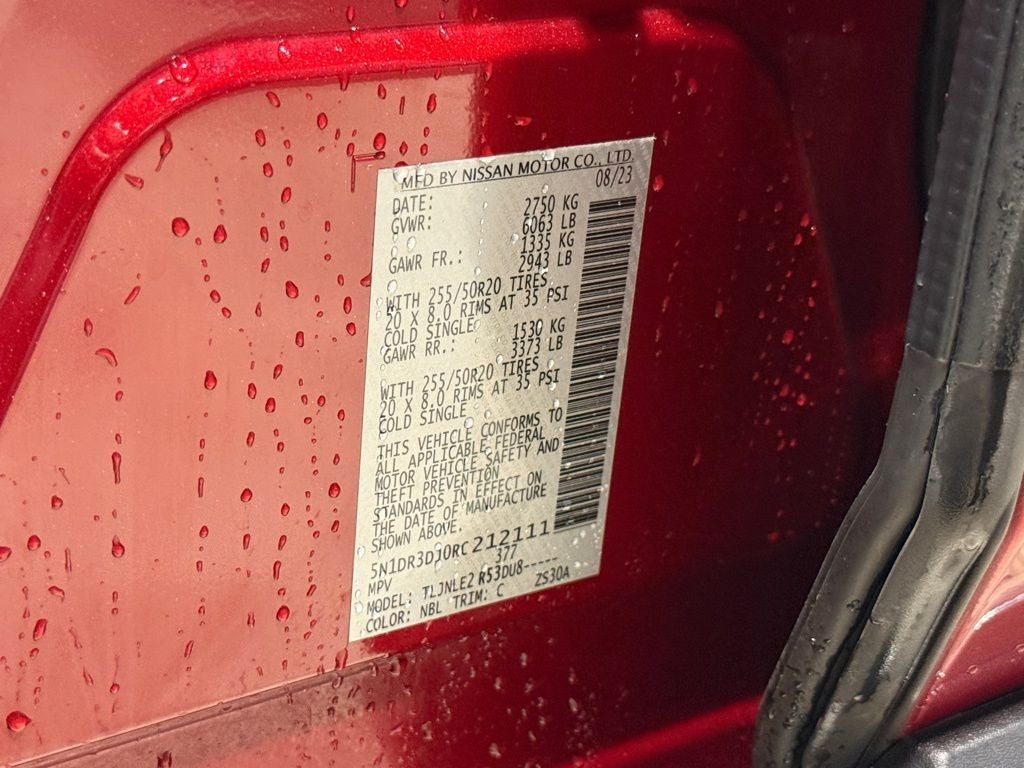 MFD BY NISSAN MOTOR CO., LTD.
DATE: 08/23
GVWR: 2750 KG
6063 LB
GAWR FR.: 1335 KG
2943 LB
WITH 255/50R20 TIRES
20 X 8.0 RIMS AT 35 PSI
COLD SINGLE
GAWR RR.: 1530 KG
3373 LB
WITH 255/50R20 TIRES
20 X 8.0 RIMS AT 35 PSI
COLD SINGLE
THIS VEHICLE CONFORMS TO
ALL APPLICABLE FEDERAL
MOTOR VEHICLE SAFETY AND
THEFT PREVENTION
STANDARDS IN EFFECT ON
THE DATE OF MANUFACTURE
SHOWN ABOVE.
5N1DR3DJ0RC212111
MPV 377
MODEL: TLJNLE2 R53DU8-----
COLOR: NBL TRIM: C ZS30A